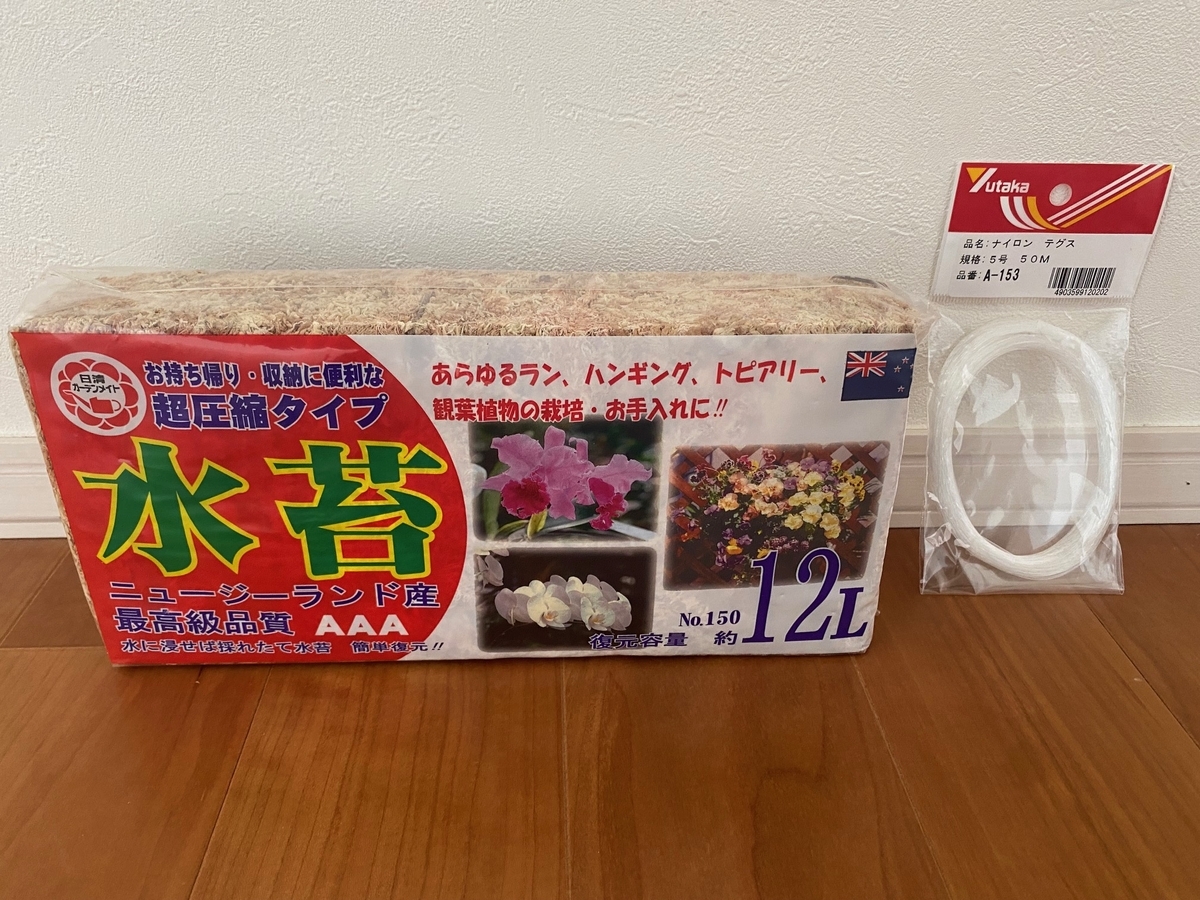 日清
ガーデンメイト
お持ち帰り・収納に便利な
超圧縮タイプ
水苔
ニュージーランド産
最高級品質 AAA
水に浸せば採れたて水苔 簡単復元!!
あらゆるラン、ハンギング、トピアリー、
観葉植物の栽培・お手入れに!!
No.150
復元容量 約12L
Yutaka
品名:ナイロン テグス
規格:5号 50M
品番:A-153
4903599120202